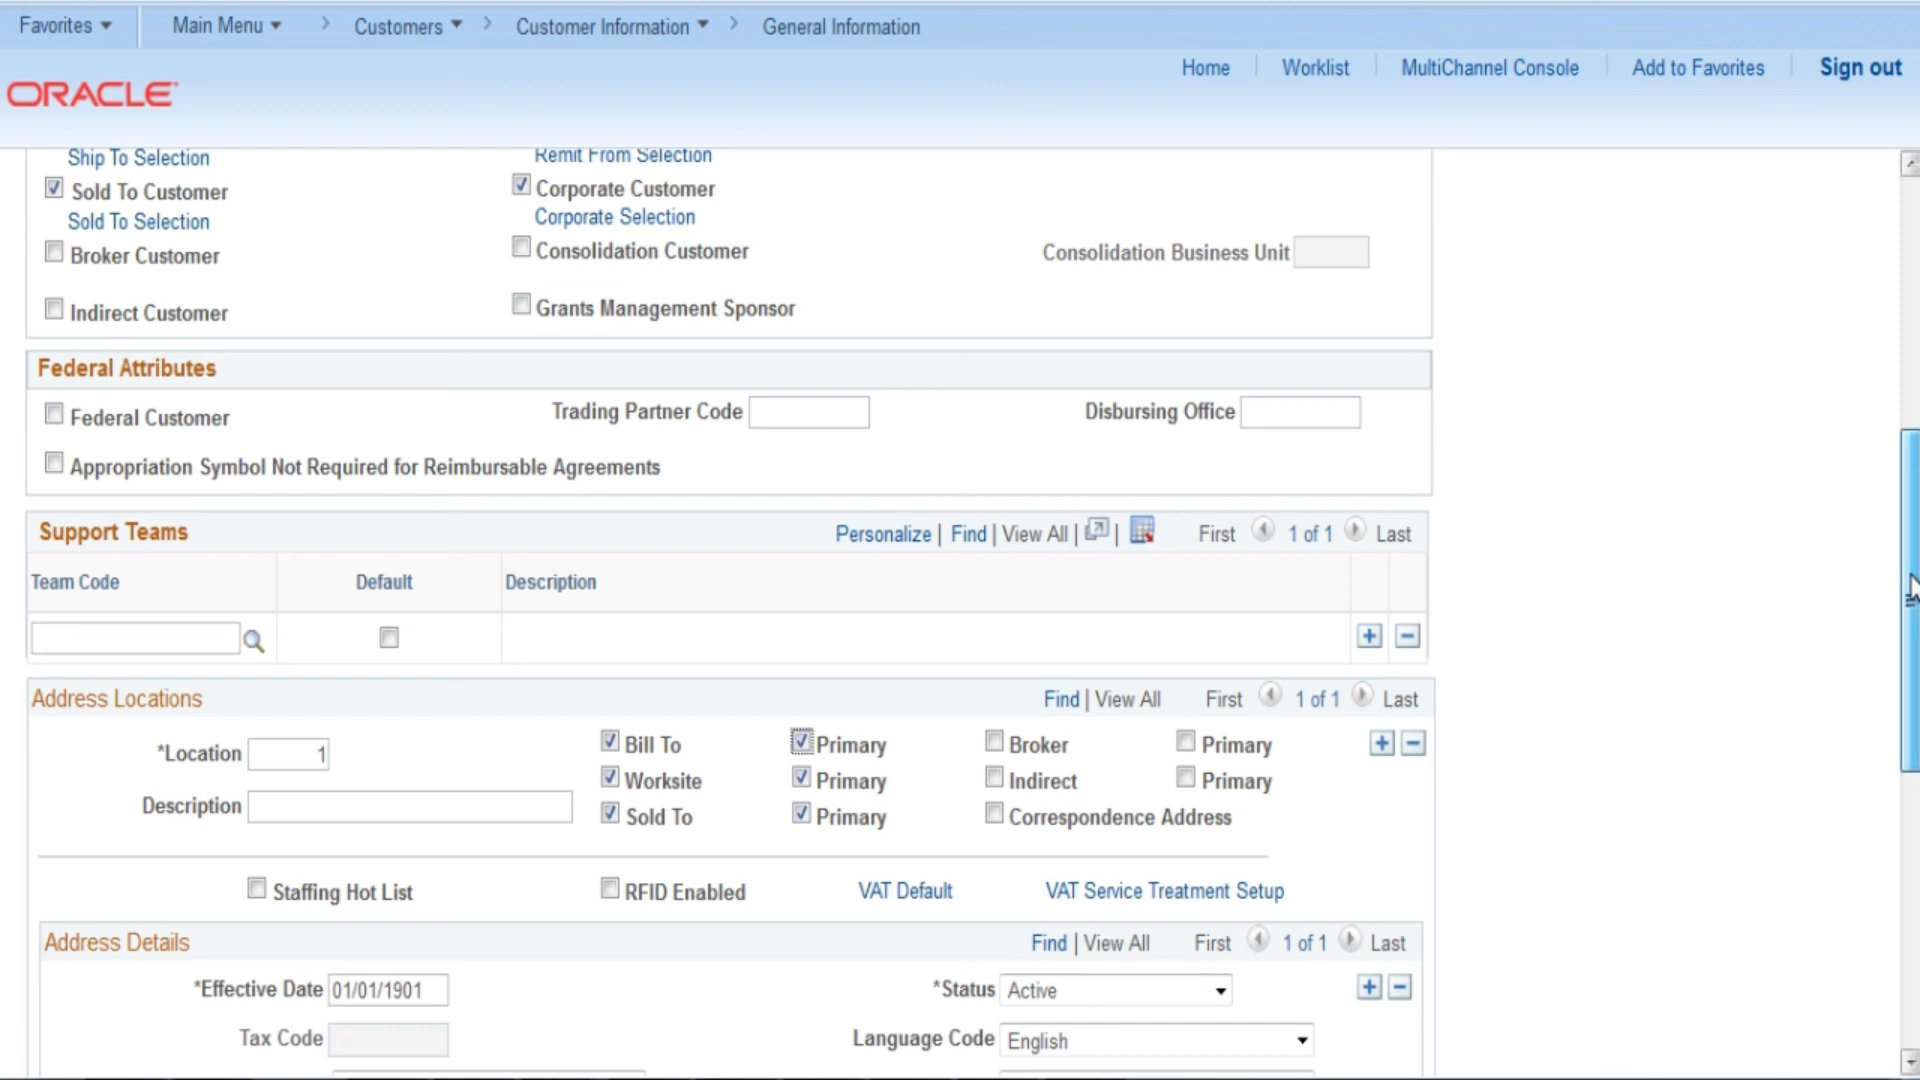 Favorites Main Menu > Customers > Customer Information > General Information
Home Worklist MultiChannel Console Add to Favorites Sign out
ORACLE
Ship To Selection Remit From Selection
Sold To Customer Corporate Customer
Sold To Selection Corporate Selection
Broker Customer Consolidation Customer Consolidation Business Unit
Indirect Customer Grants Management Sponsor
Federal Attributes
Federal Customer Trading Partner Code Disbursing Office
Appropriation Symbol Not Required for Reimbursable Agreements
Support Teams Personalize | Find | View All | | First 1 of 1 Last
Team Code Default Description
Address Locations Find | View All First 1 of 1 Last
*Location 1 Bill To Primary Broker Primary
Worksite Primary Indirect Primary
Description Sold To Primary Correspondence Address
Staffing Hot List RFID Enabled VAT Default VAT Service Treatment Setup
Address Details Find | View All First 1 of 1 Last
*Effective Date 01/01/1901 *Status Active
Tax Code Language Code English